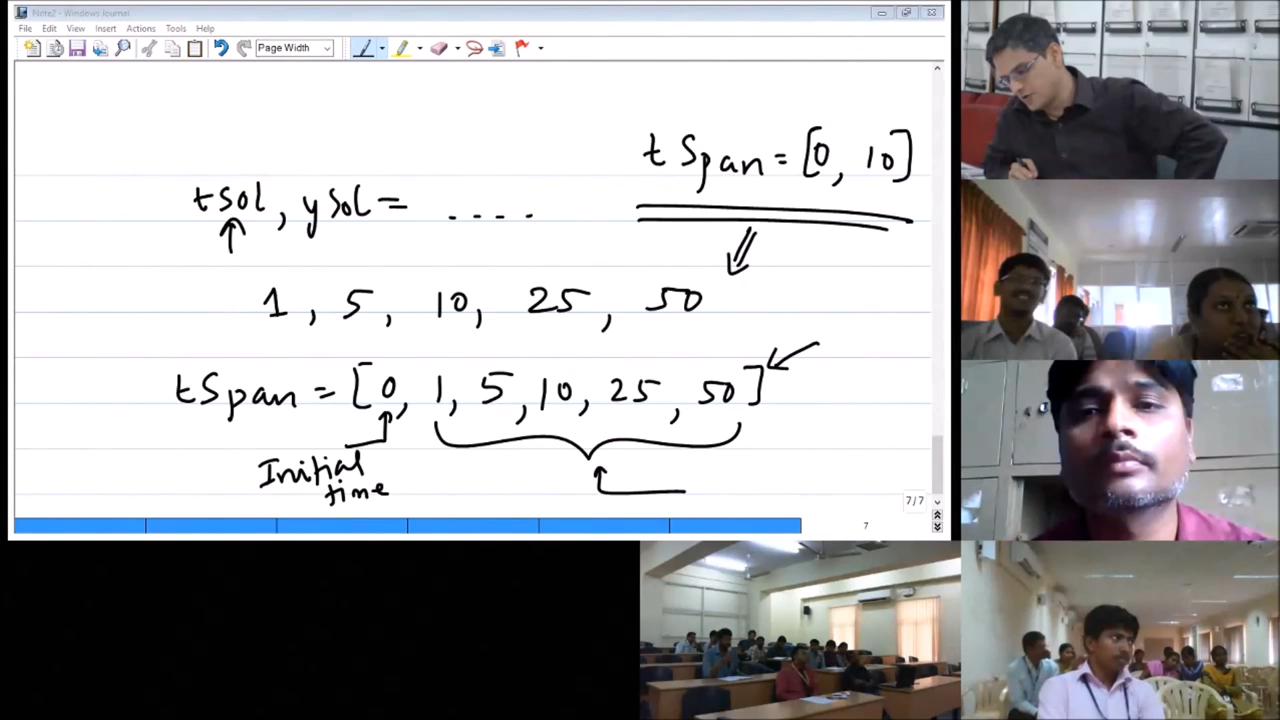 Note2 - Windows Journal
File Edit View Insert Actions Tools Help
Page Width
tSpan = [0, 10]
tSol, ySol = ....
1, 5, 10, 25, 50
tSpan = [0, 1, 5, 10, 25, 50]
Initial
time
7/7
7